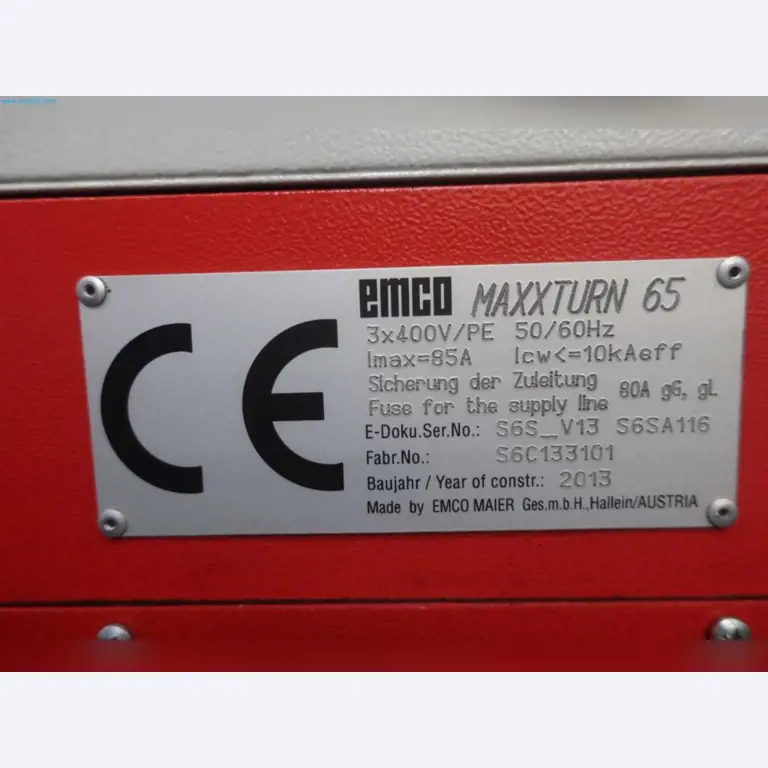 emco MAXXTURN 65
3x400V/PE 50/60Hz
Imax=85A Icw<=10kAeff
Sicherung der Zuleitung 80A gG, gL
Fuse for the supply line
E-Doku.Ser.No.: S6S_V13 S6SA116
Fabr.No.: S6C133101
Baujahr / Year of constr.: 2013
Made by EMCO MAIER Ges.m.b.H.,Hallein/AUSTRIA
CE